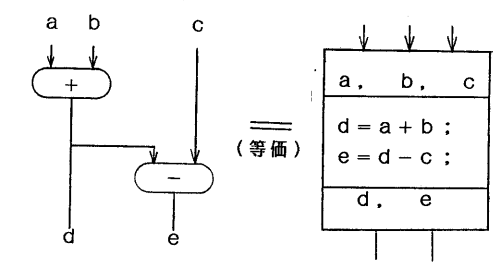 a b c
+
-
d e
(等価)
a, b, c
d = a + b ;
e = d - c ;
d, e